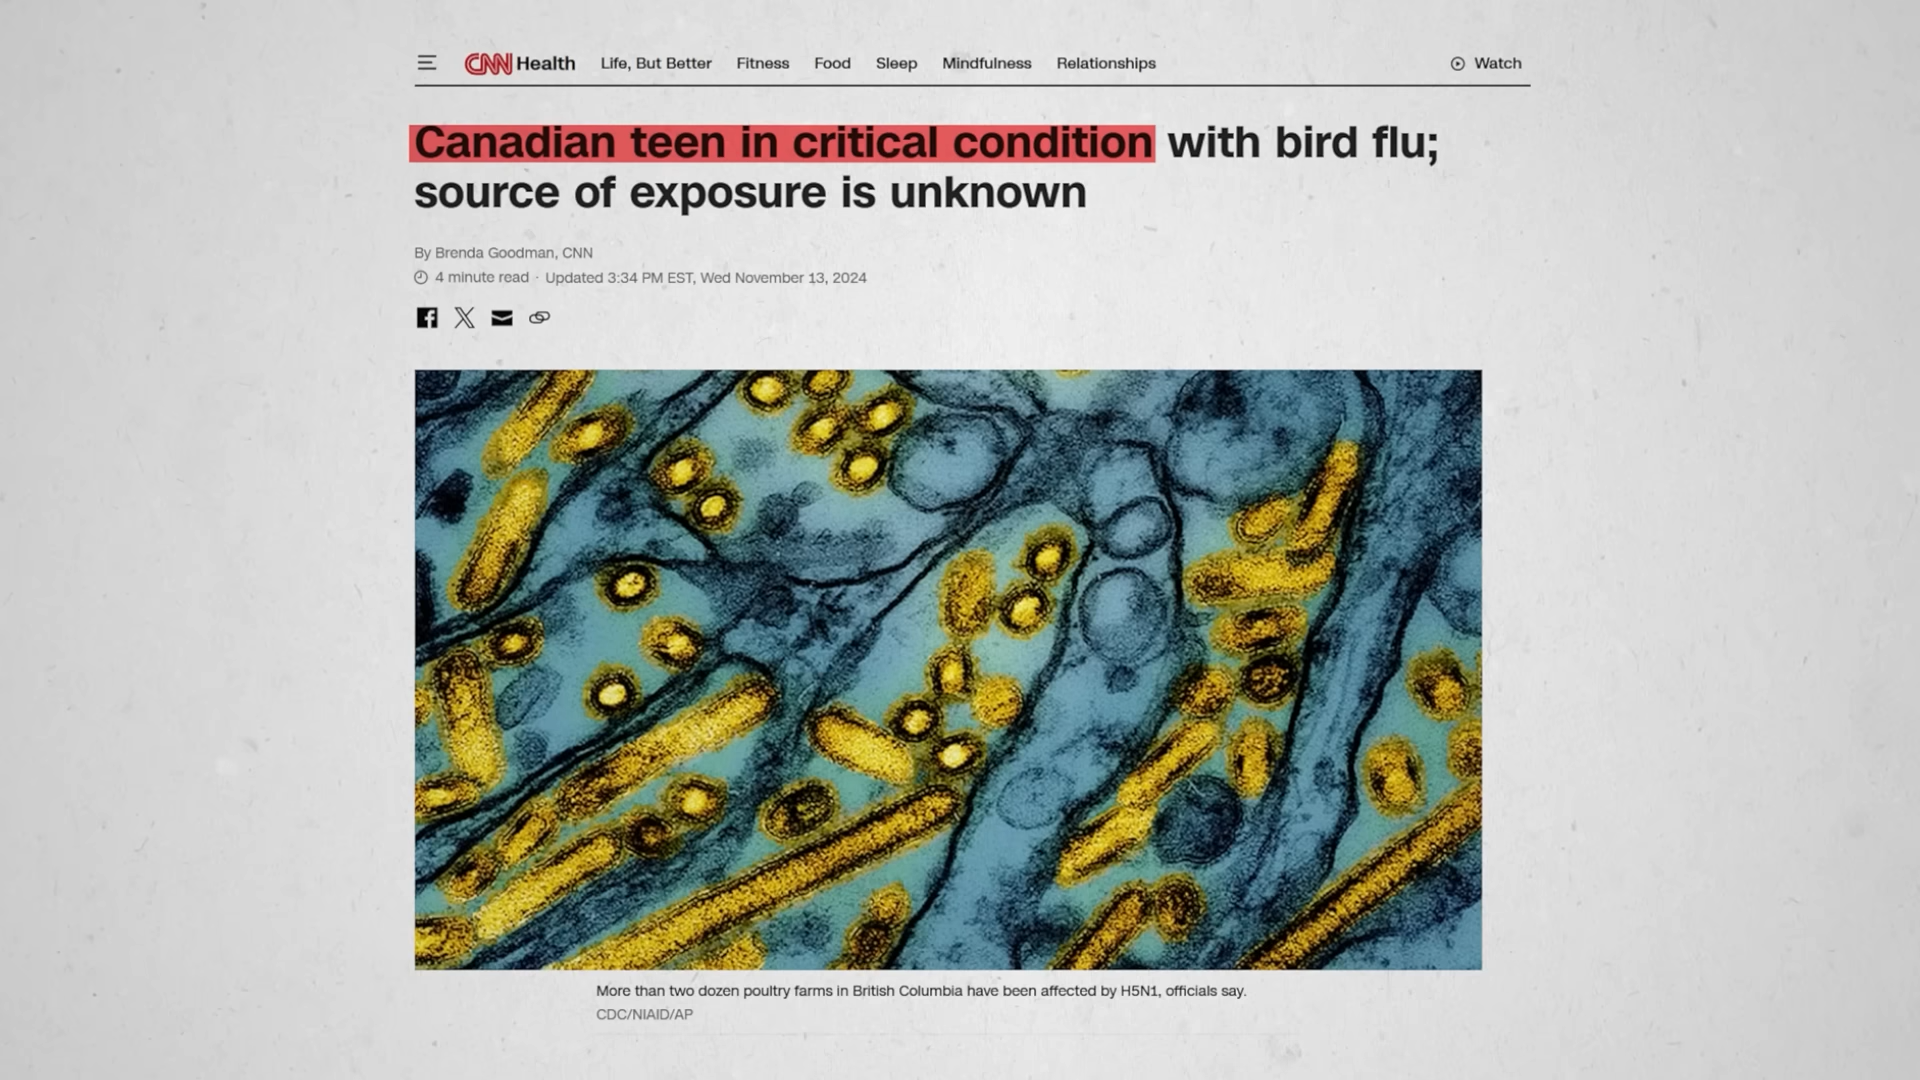 CNN Health Life, But Better Fitness Food Sleep Mindfulness Relationships Watch
Canadian teen in critical condition with bird flu;
source of exposure is unknown
By Brenda Goodman, CNN
4 minute read · Updated 3:34 PM EST, Wed November 13, 2024
More than two dozen poultry farms in British Columbia have been affected by H5N1, officials say.
CDC/NIAID/AP